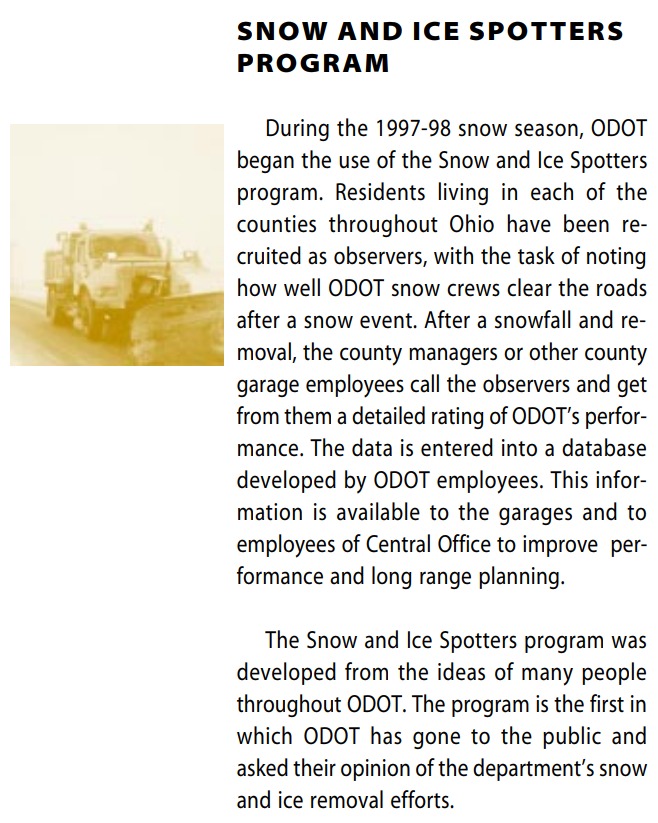 SNOW AND ICE SPOTTERS
PROGRAM
During the 1997-98 snow season, ODOT
began the use of the Snow and Ice Spotters
program. Residents living in each of the
counties throughout Ohio have been re-
cruited as observers, with the task of noting
how well ODOT snow crews clear the roads
after a snow event. After a snowfall and re-
moval, the county managers or other county
garage employees call the observers and get
from them a detailed rating of ODOT’s perfor-
mance. The data is entered into a database
developed by ODOT employees. This infor-
mation is available to the garages and to
employees of Central Office to improve per-
formance and long range planning.
The Snow and Ice Spotters program was
developed from the ideas of many people
throughout ODOT. The program is the first in
which ODOT has gone to the public and
asked their opinion of the department’s snow
and ice removal efforts.